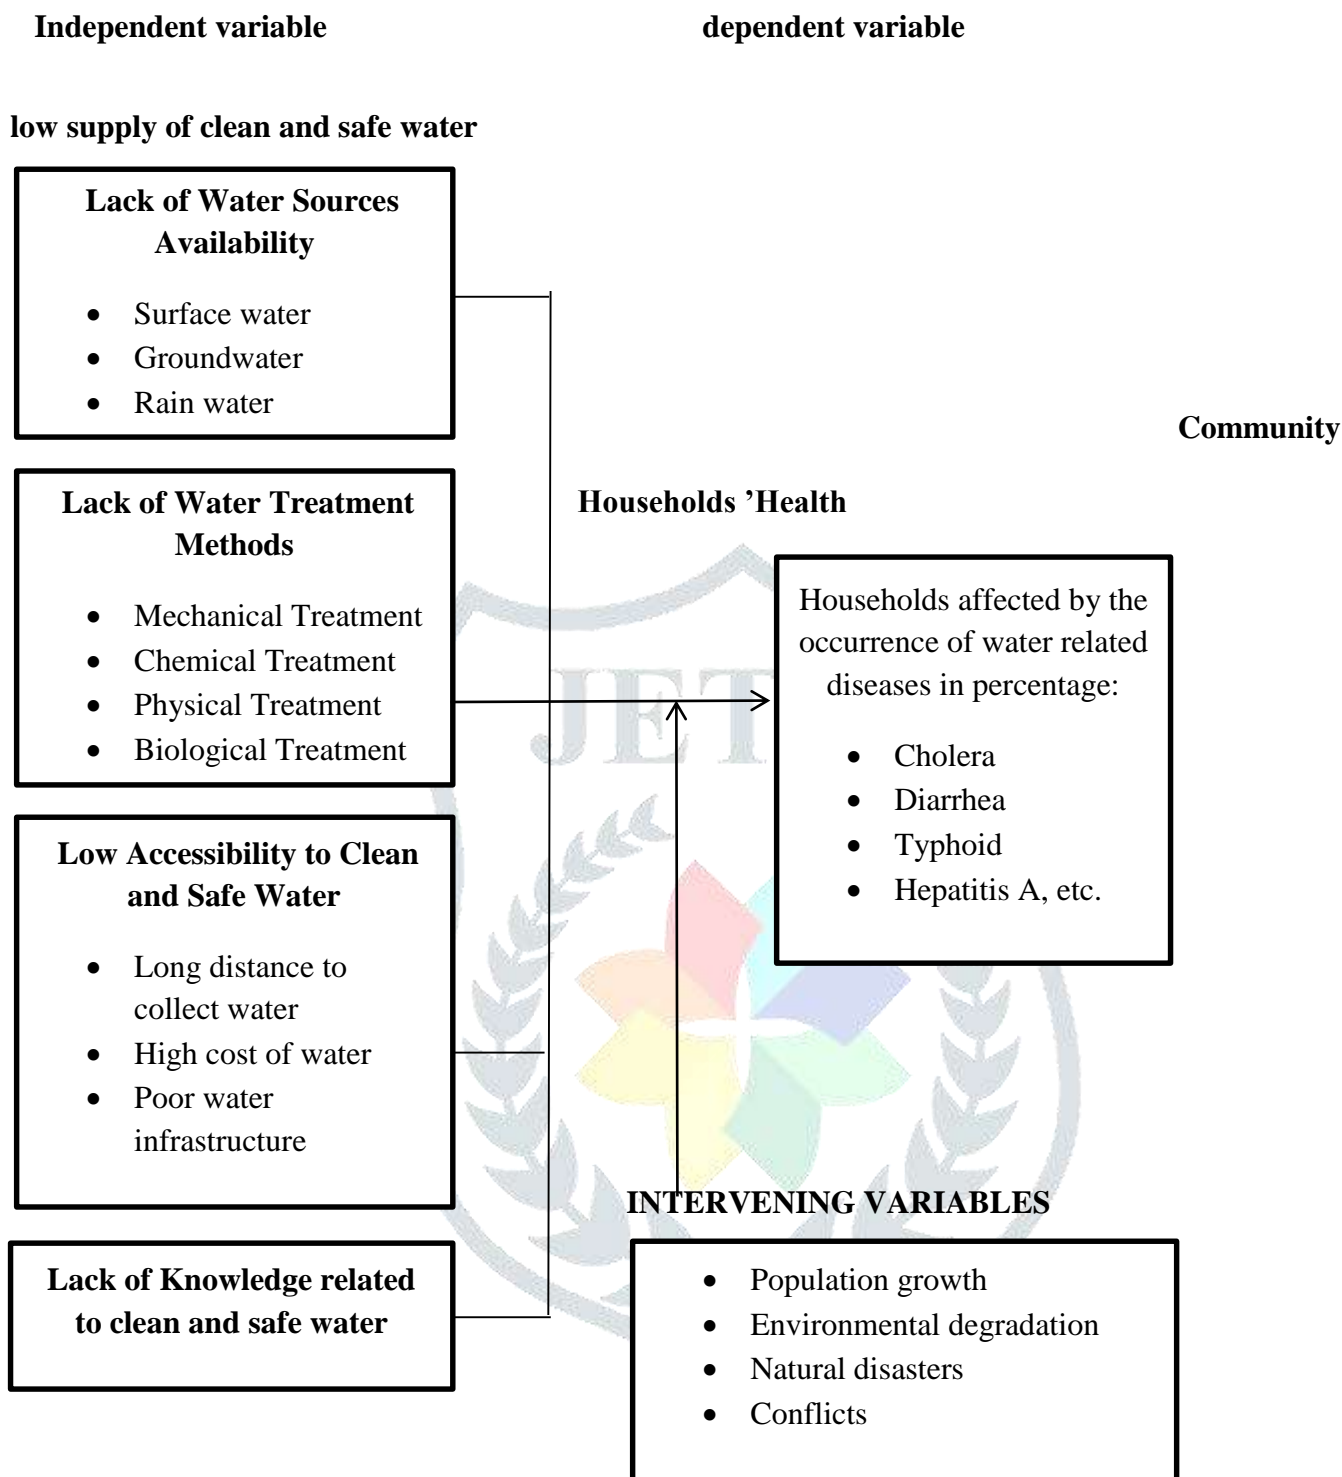 Independent variable
dependent variable
low supply of clean and safe water
Lack of Water Sources
Availability
• Surface water
• Groundwater
• Rain water
Community
Lack of Water Treatment
Methods
• Mechanical Treatment
• Chemical Treatment
• Physical Treatment
• Biological Treatment
Households ’Health
Households affected by the
occurrence of water related
diseases in percentage:
• Cholera
• Diarrhea
• Typhoid
• Hepatitis A, etc.
Low Accessibility to Clean
and Safe Water
• Long distance to
collect water
• High cost of water
• Poor water
infrastructure
INTERVENING VARIABLES
Lack of Knowledge related
to clean and safe water
• Population growth
• Environmental degradation
• Natural disasters
• Conflicts
JET